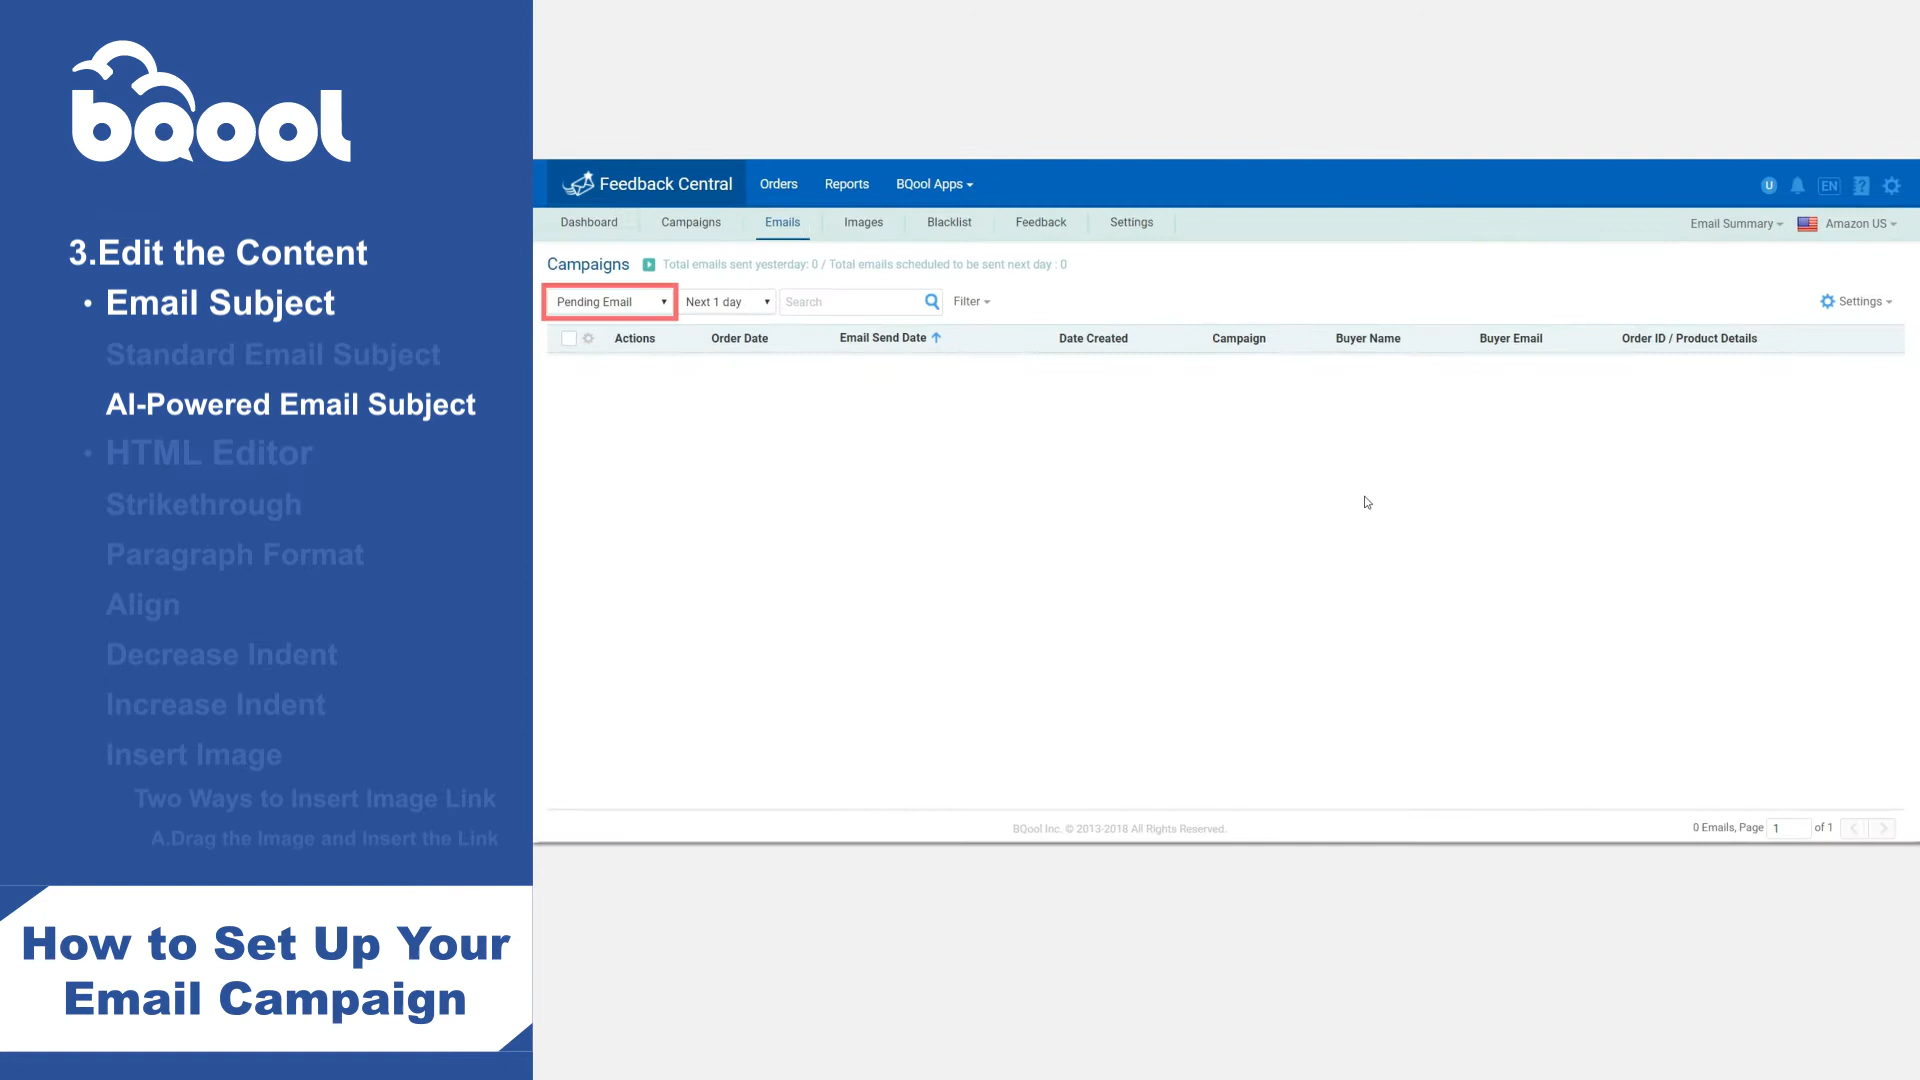 bqool
3.Edit the Content
• Email Subject
Standard Email Subject
AI-Powered Email Subject
• HTML Editor
Strikethrough
Paragraph Format
Align
Decrease Indent
Increase Indent
Insert Image
Two Ways to Insert Image Link
A.Drag the Image and Insert the Link
How to Set Up Your
Email Campaign
Feedback Central Orders Reports BQool Apps U EN ?
Dashboard Campaigns Emails Images Blacklist Feedback Settings Email Summary Amazon US
Campaigns Total emails sent yesterday: 0 / Total emails scheduled to be sent next day : 0
Pending Email Next 1 day Search Filter Settings
Actions Order Date Email Send Date Date Created Campaign Buyer Name Buyer Email Order ID / Product Details
BQool Inc. © 2013-2018 All Rights Reserved. 0 Emails, Page 1 of 1